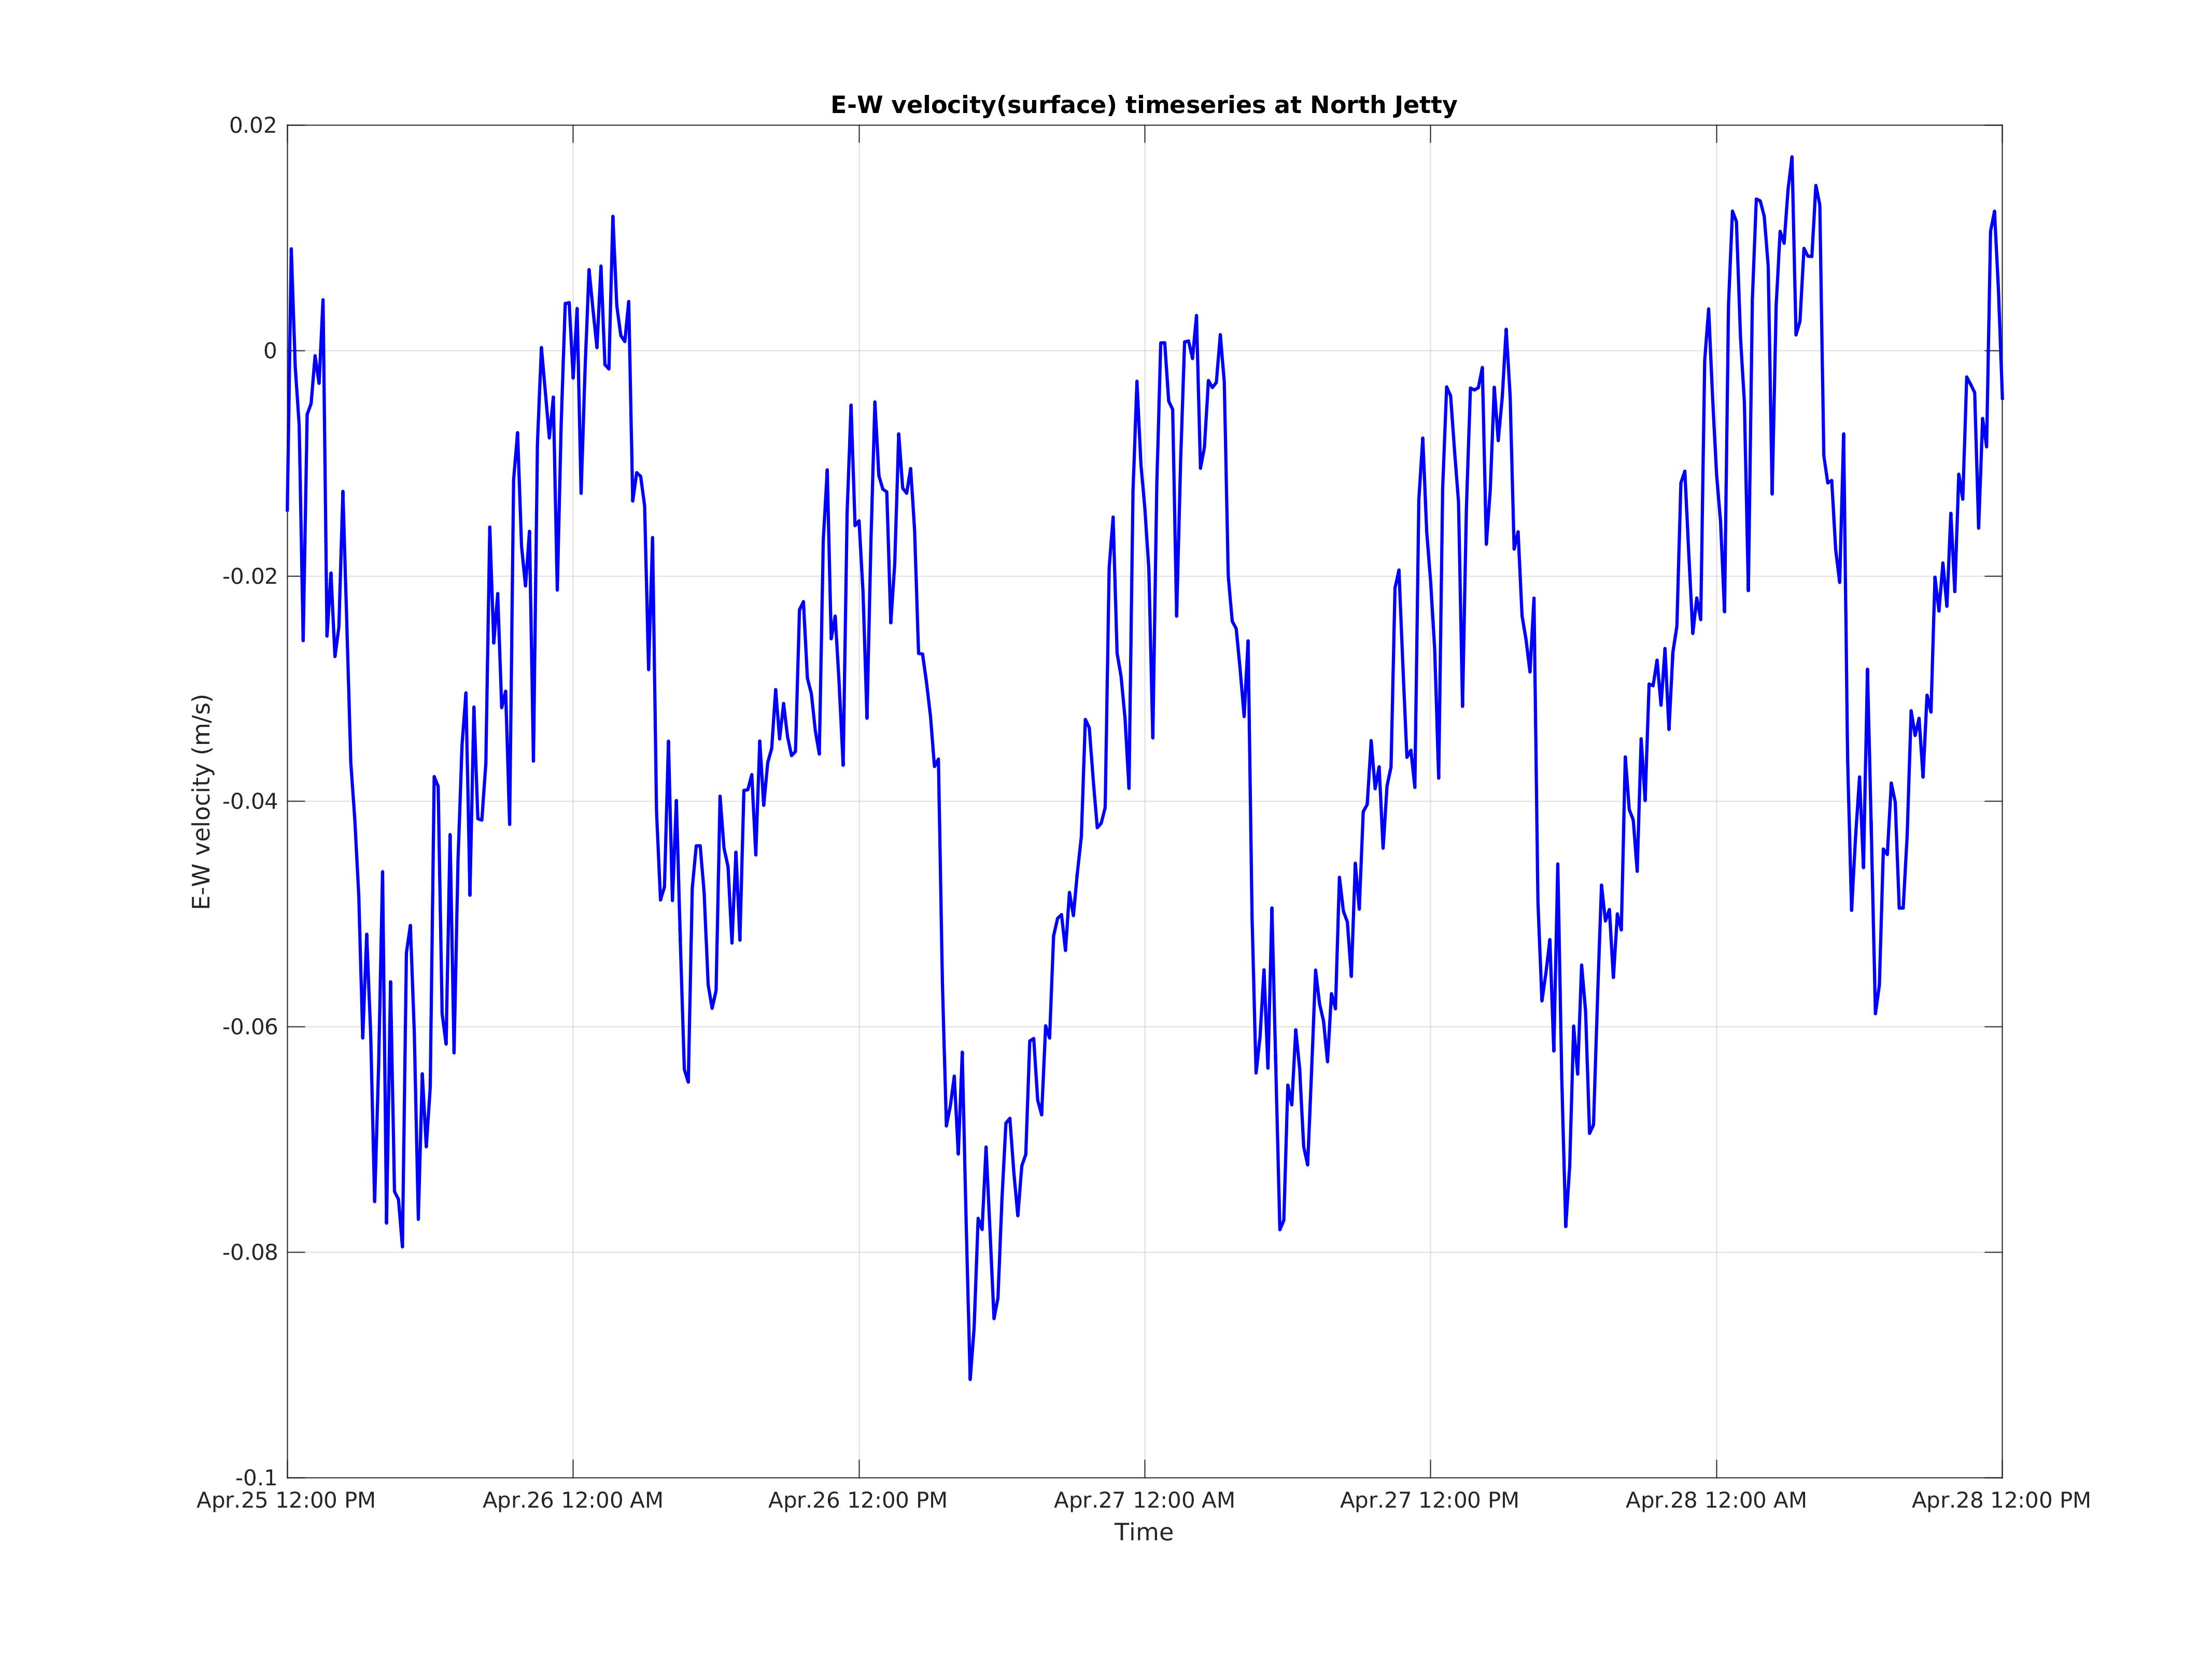 E-W velocity(surface) timeseries at North Jetty
0.02
0
-0.02
-0.04
-0.06
-0.08
-0.1
E-W velocity (m/s)
Apr.25 12:00 PM Apr.26 12:00 AM Apr.26 12:00 PM Apr.27 12:00 AM Apr.27 12:00 PM Apr.28 12:00 AM Apr.28 12:00 PM
Time